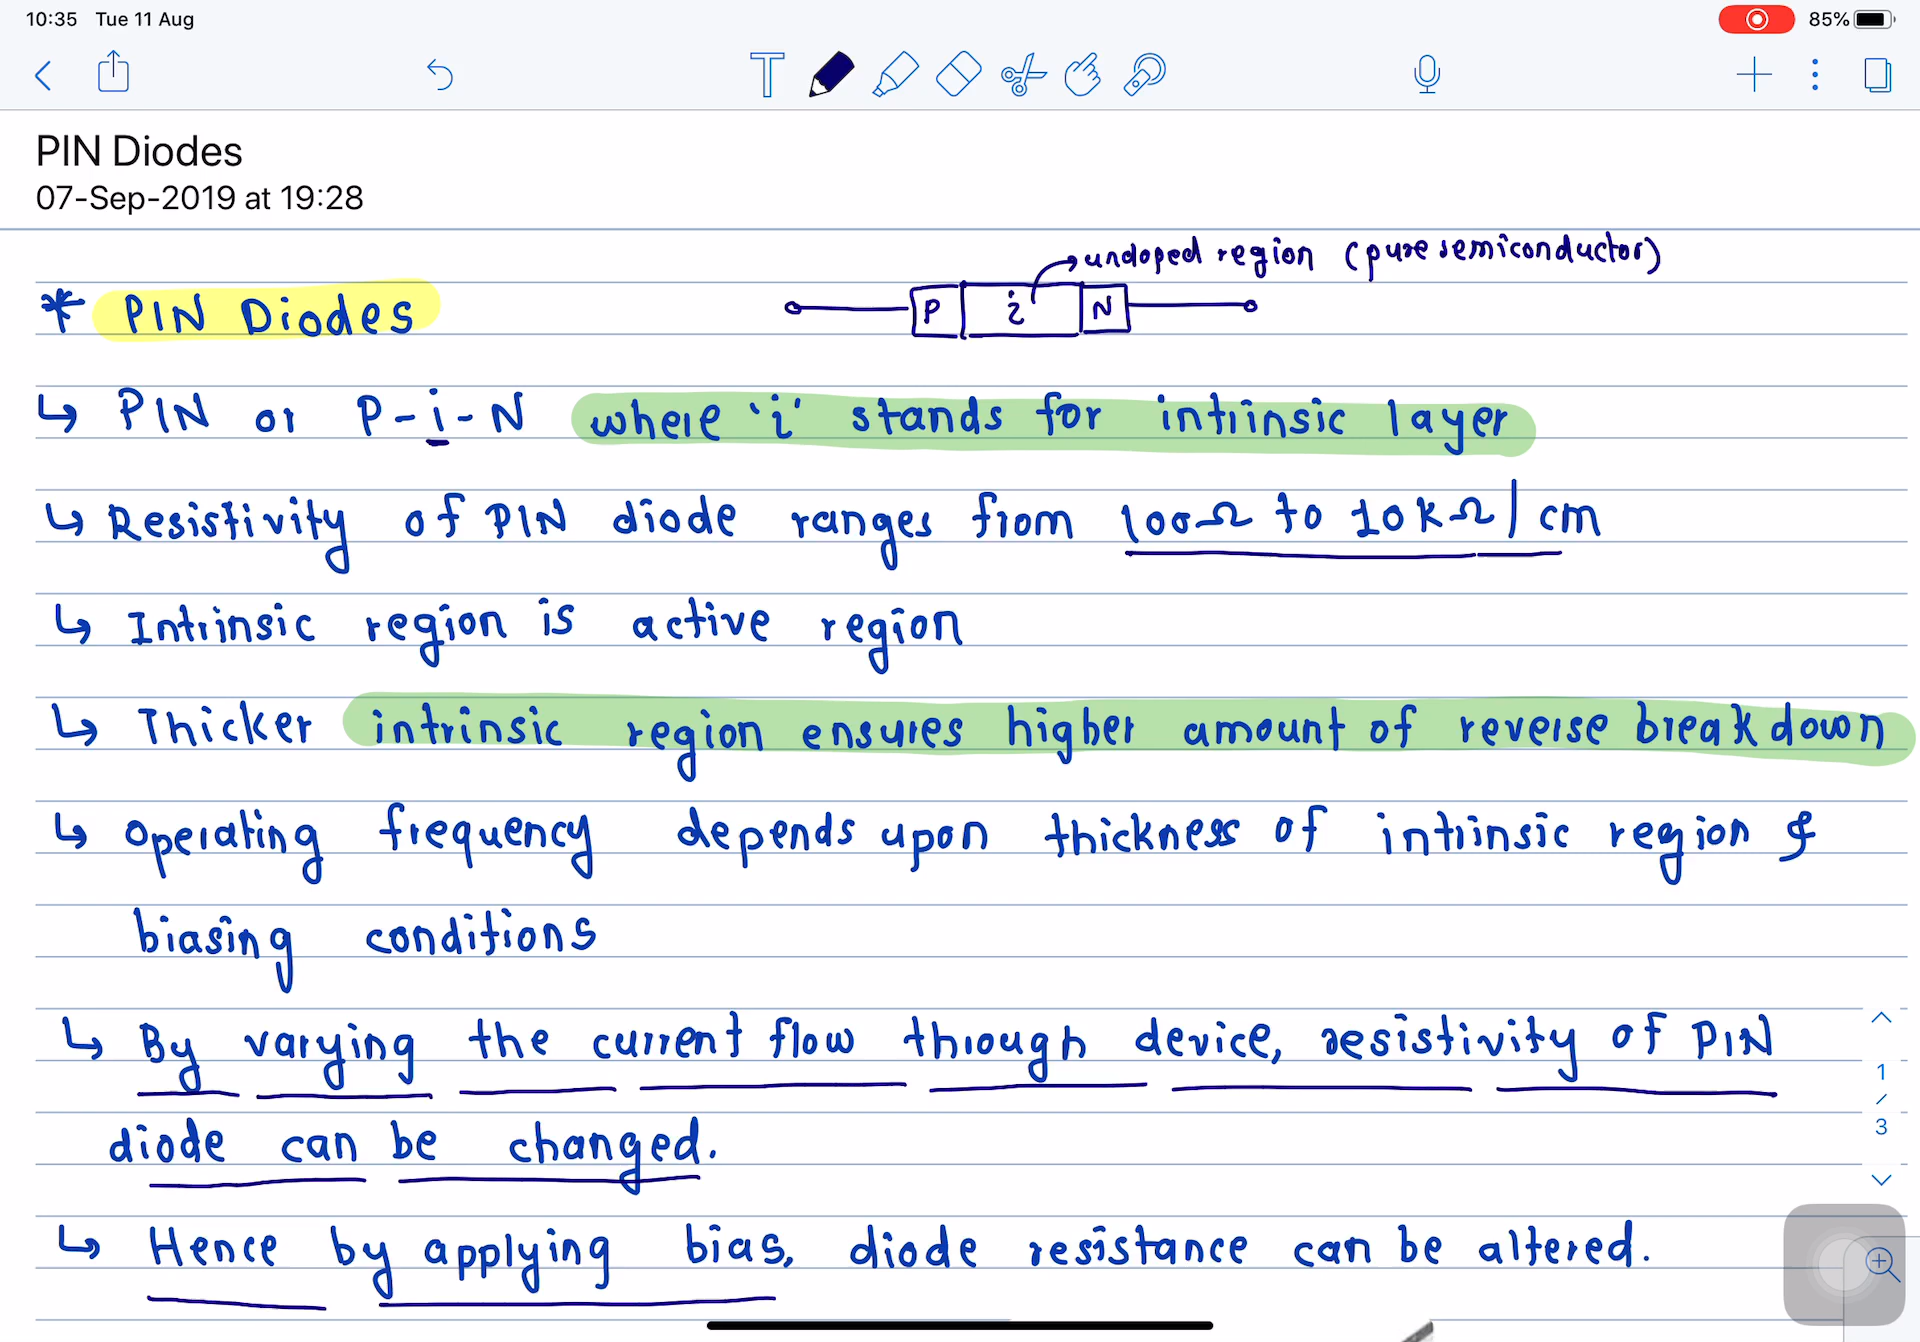 10:35 Tue 11 Aug
85%
PIN Diodes
07-Sep-2019 at 19:28
undoped region (pure semiconductor)
* PIN Diodes
P i N
↳ PIN or P-i-N where 'i' stands for intrinsic layer
↳ Resistivity of PIN diode ranges from 100Ω to 10kΩ/cm
↳ Intrinsic region is active region
↳ Thicker intrinsic region ensures higher amount of reverse breakdown
↳ Operating frequency depends upon thickness of intrinsic region &
biasing conditions
↳ By varying the current flow through device, resistivity of PIN
diode can be changed.
↳ Hence by applying bias, diode resistance can be altered.
1
/
3